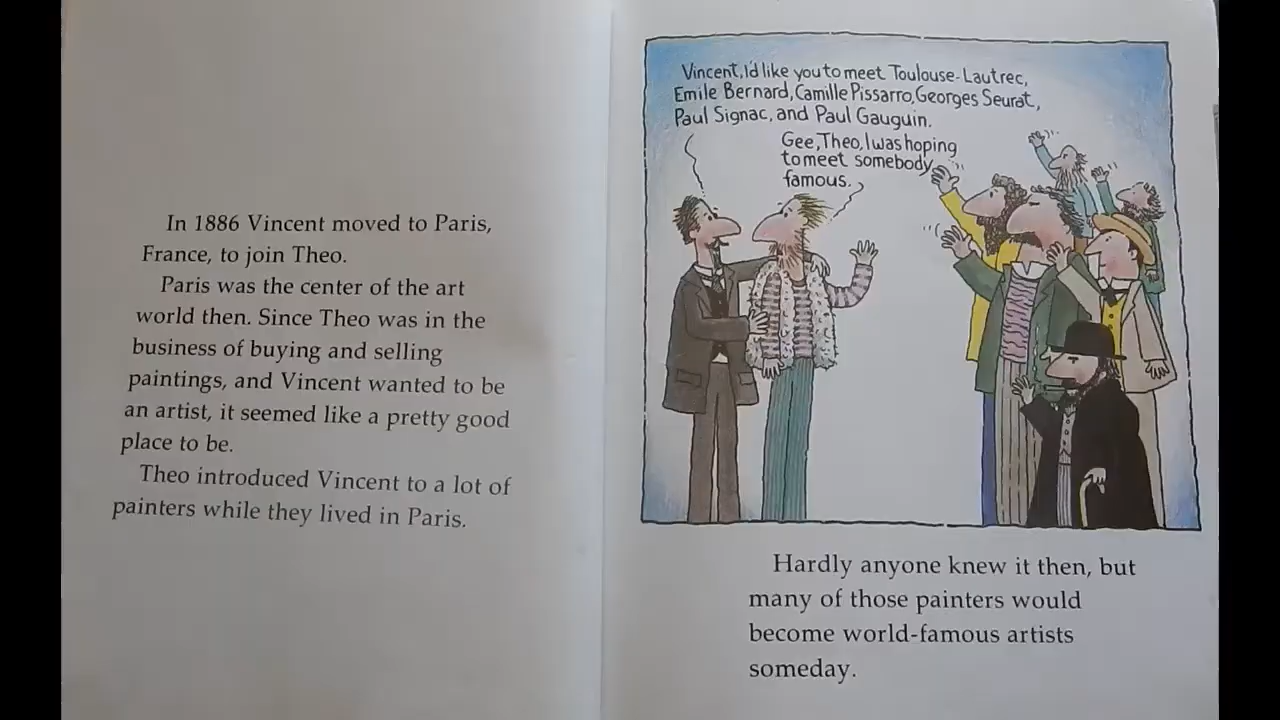 In 1886 Vincent moved to Paris,
France, to join Theo.
Paris was the center of the art
world then. Since Theo was in the
business of buying and selling
paintings, and Vincent wanted to be
an artist, it seemed like a pretty good
place to be.
Theo introduced Vincent to a lot of
painters while they lived in Paris.
Vincent, I'd like you to meet Toulouse-Lautrec,
Emile Bernard, Camille Pissarro, Georges Seurat,
Paul Signac, and Paul Gauguin.
Gee, Theo, I was hoping
to meet somebody
famous.
Hardly anyone knew it then, but
many of those painters would
become world-famous artists
someday.